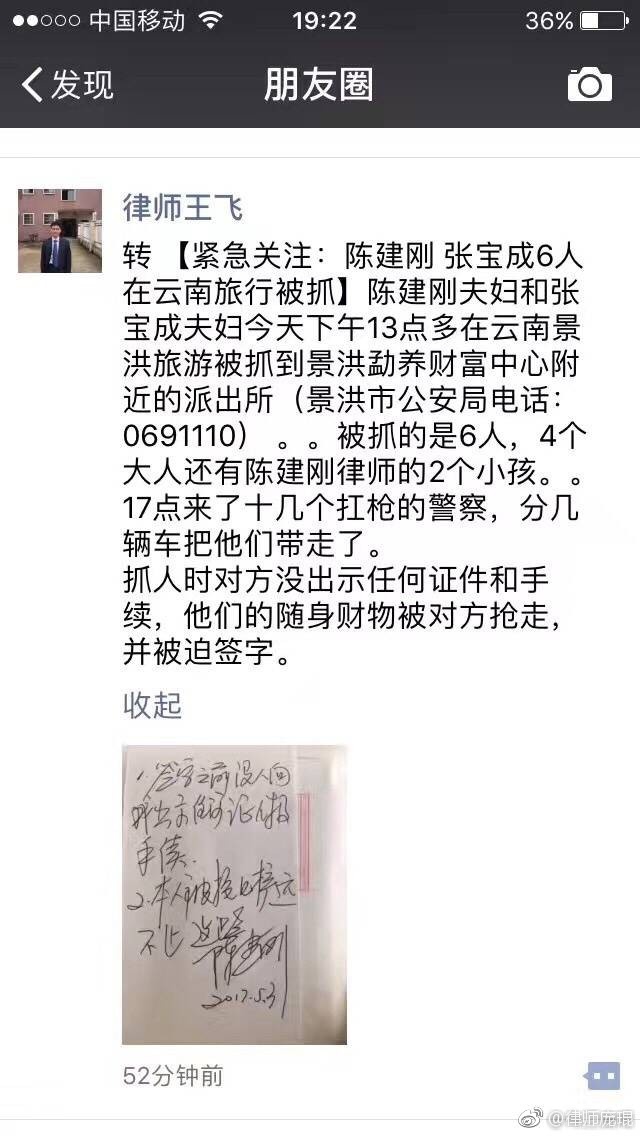 中国移动 19:22 36%
发现 朋友圈
律师王飞
转 【紧急关注：陈建刚 张宝成6人
在云南旅行被抓】陈建刚夫妇和张
宝成夫妇今天下午13点多在云南景
洪旅游被抓到景洪勐养财富中心附
近的派出所（景洪市公安局电话：
0691110） 。。被抓的是6人，4个
大人还有陈建刚律师的2个小孩。。
17点来了十几个扛枪的警察，分几
辆车把他们带走了。
抓人时对方没出示任何证件和手
续，他们的随身财物被对方抢走，
并被迫签字。
收起
1. 签字之前没人向
出示任何证件
手续.
2. 本人被抢
不止
2017.5.3
52分钟前
@律师庞琨